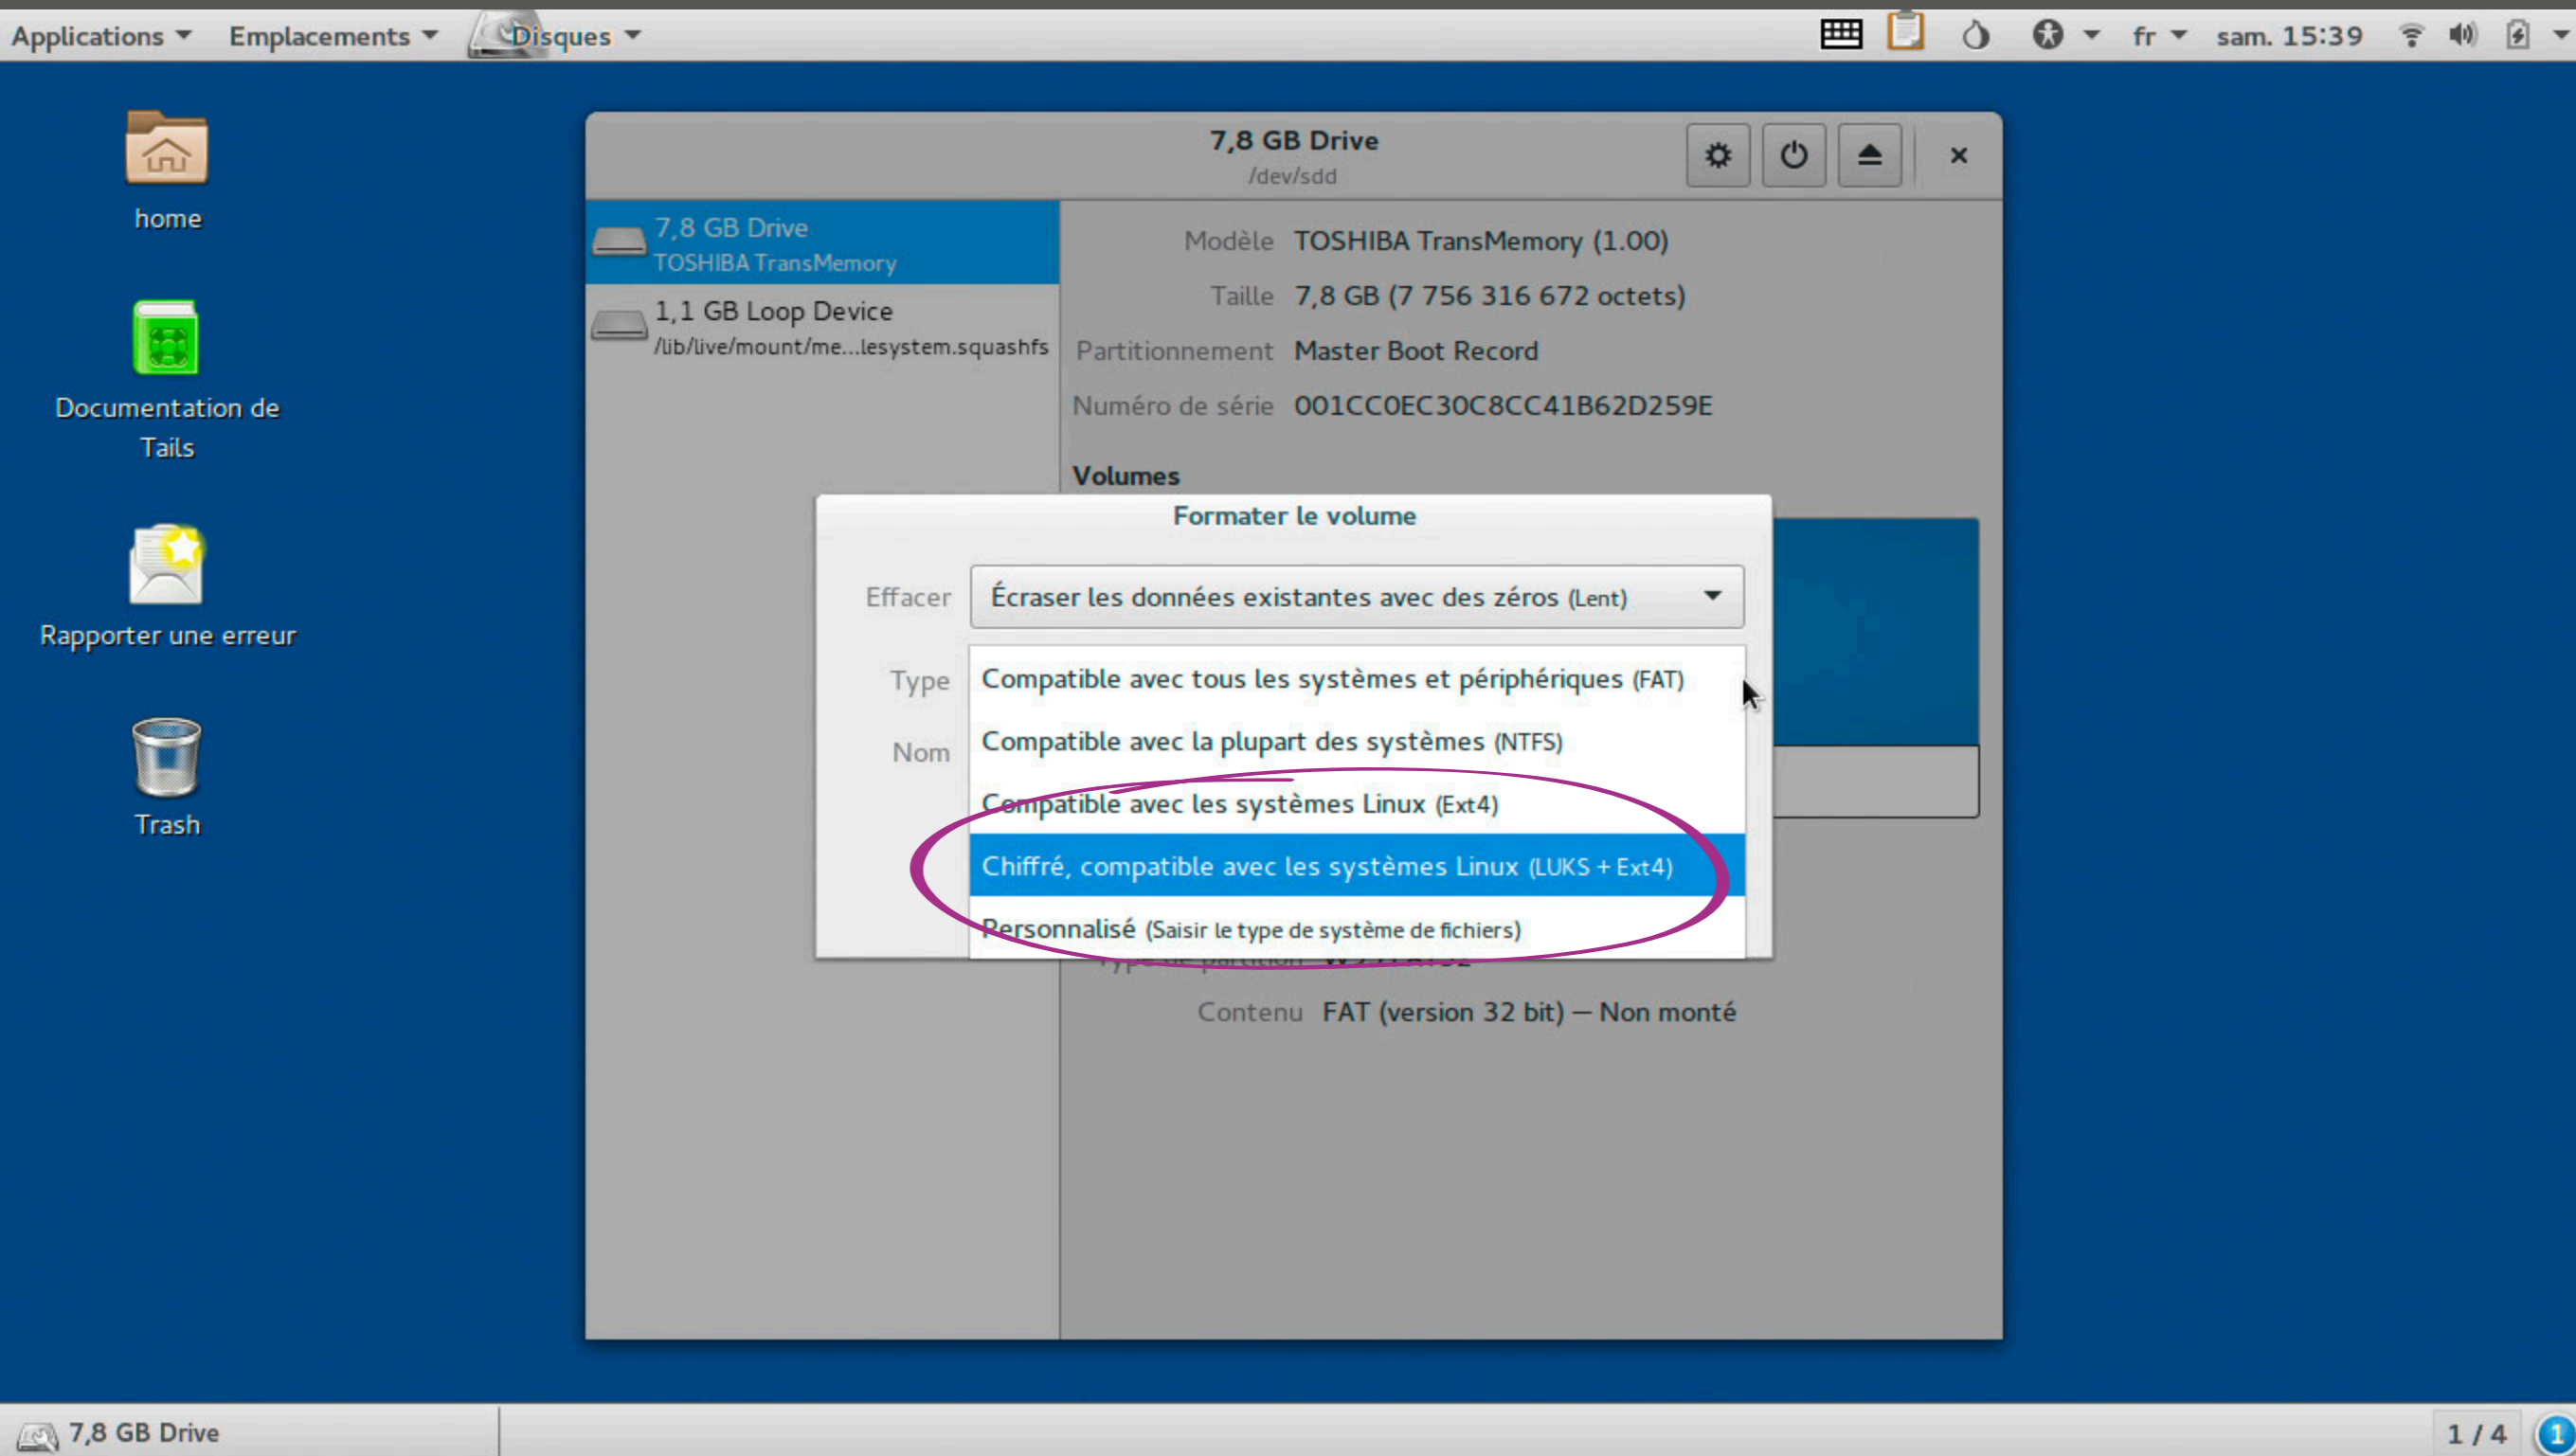 Applications
Emplacements
Disques
fr
sam. 15:39
home
Documentation de
Tails
Rapporter une erreur
Trash
7,8 GB Drive
/dev/sdd
7,8 GB Drive
TOSHIBA TransMemory
1,1 GB Loop Device
/lib/live/mount/me...lesystem.squashfs
Modèle TOSHIBA TransMemory (1.00)
Taille 7,8 GB (7 756 316 672 octets)
Partitionnement Master Boot Record
Numéro de série 001CC0EC30C8CC41B62D259E
Volumes
Formater le volume
Effacer Écraser les données existantes avec des zéros (Lent)
Type
Compatible avec tous les systèmes et périphériques (FAT)
Compatible avec la plupart des systèmes (NTFS)
Nom
Compatible avec les systèmes Linux (Ext4)
Chiffré, compatible avec les systèmes Linux (LUKS + Ext4)
Personnalisé (Saisir le type de système de fichiers)
Type de partition
Contenu FAT (version 32 bit) — Non monté
7,8 GB Drive
1 / 4
1